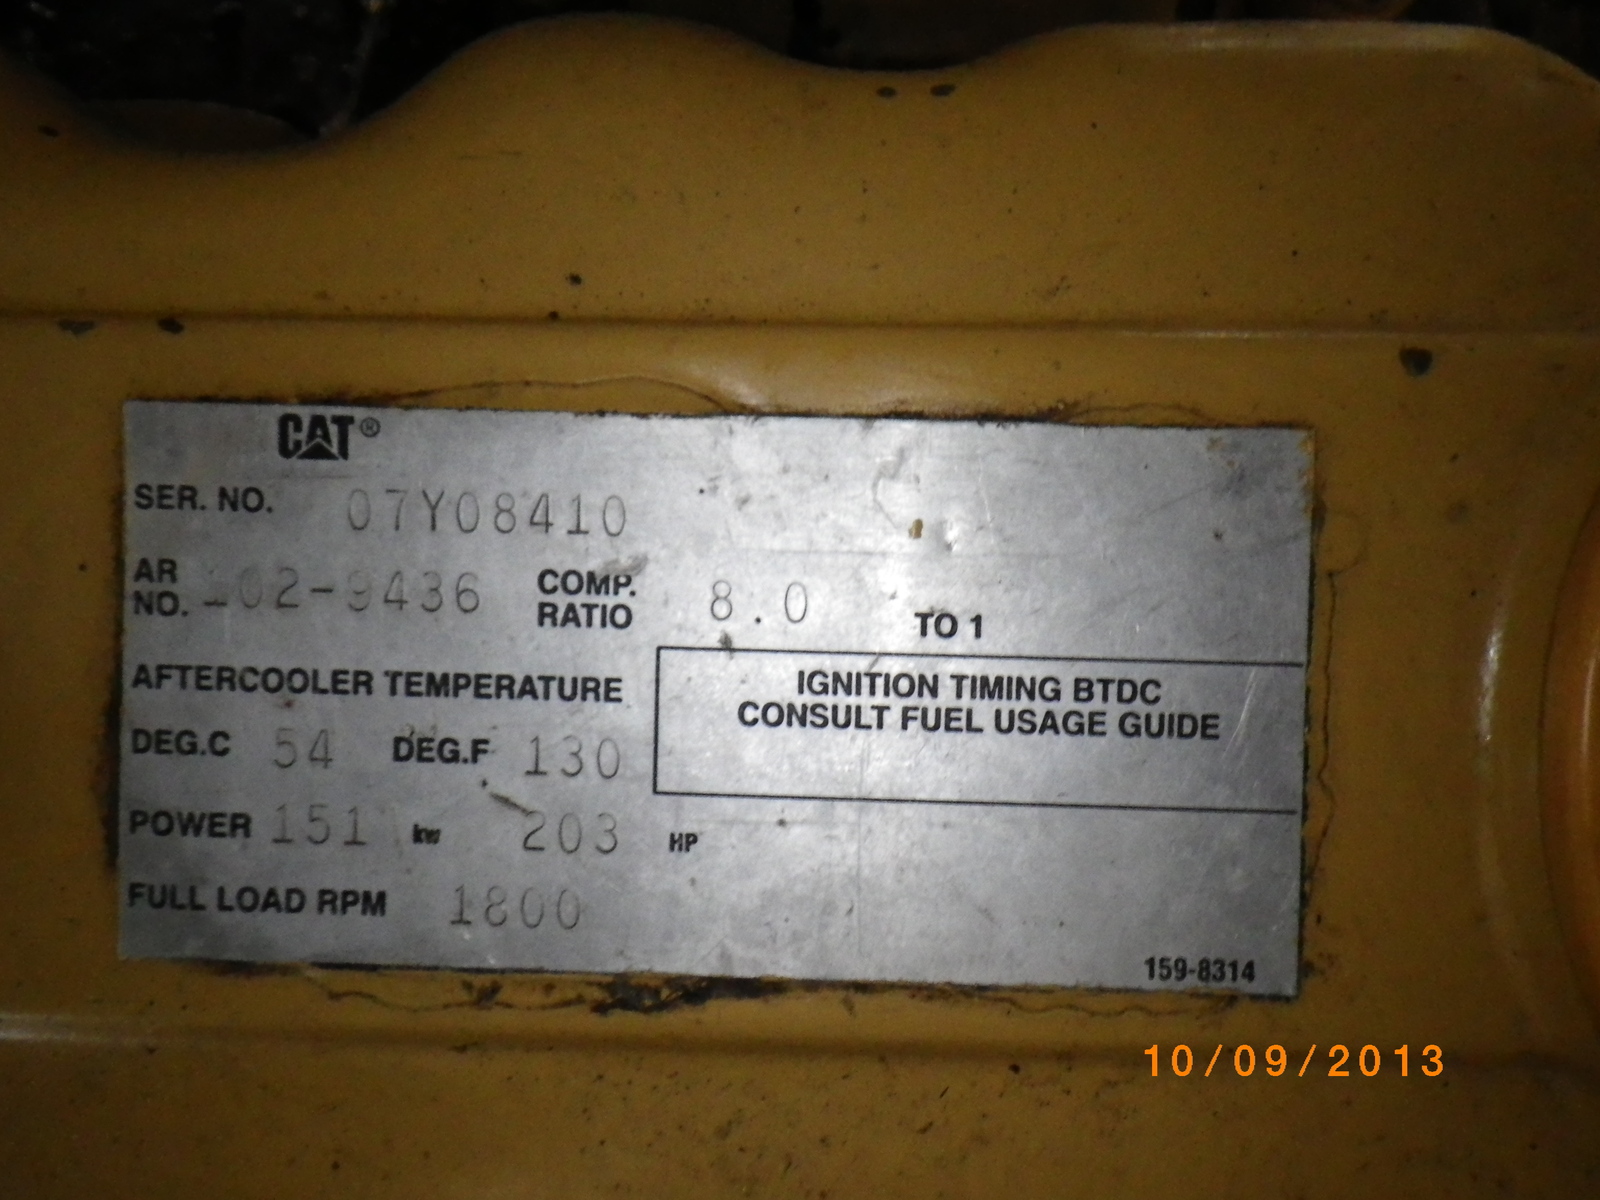 CAT®
SER. NO. 07Y08410
AR NO. 102-9436 COMP. RATIO 8.0 TO 1
AFTERCOOLER TEMPERATURE
DEG.C 54 DEG.F 130
IGNITION TIMING BTDC
CONSULT FUEL USAGE GUIDE
POWER 151 kw 203 HP
FULL LOAD RPM 1800
159-8314
10/09/2013